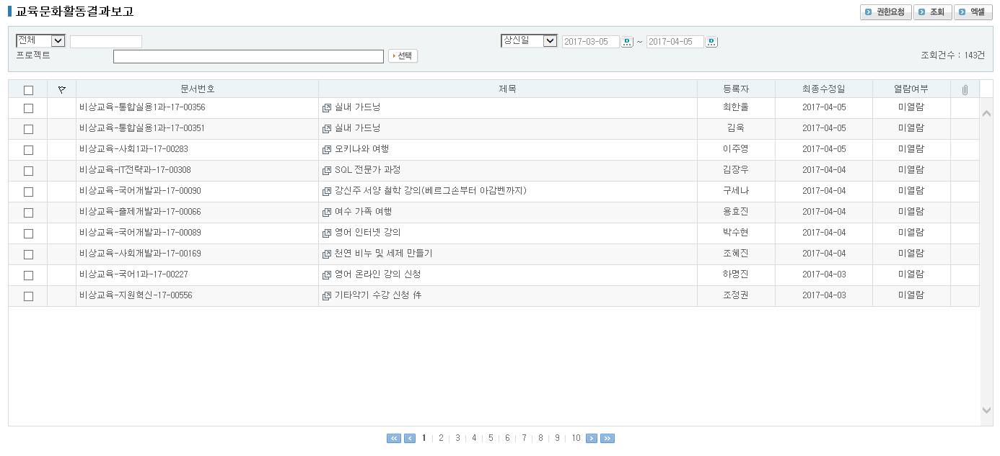 교육문화활동결과보고 권한요청 조회 엑셀
전체 상신일 2017-03-05 ~ 2017-04-05
프로젝트 선택 조회건수 : 143건
문서번호 제목 등록자 최종수정일 열람여부
비상교육-통합실용1과-17-00356 실내 가드닝 최한울 2017-04-05 미열람
비상교육-통합실용1과-17-00351 실내 가드닝 김욱 2017-04-05 미열람
비상교육-사회1과-17-00283 오키나와 여행 이주영 2017-04-05 미열람
비상교육-IT전략과-17-00308 SQL 전문가 과정 김장우 2017-04-04 미열람
비상교육-국어개발과-17-00090 강신주 서양 철학 강의(베르그손부터 아감벤까지) 구세나 2017-04-04 미열람
비상교육-출제개발과-17-00066 여수 가족 여행 용효진 2017-04-04 미열람
비상교육-국어개발과-17-00089 영어 인터넷 강의 박수현 2017-04-04 미열람
비상교육-사회개발과-17-00169 천연 비누 및 세제 만들기 조혜진 2017-04-04 미열람
비상교육-국어1과-17-00227 영어 온라인 강의 신청 하명진 2017-04-03 미열람
비상교육-지원혁신-17-00556 기타악기 수강 신청 件 조정권 2017-04-03 미열람
1 2 3 4 5 6 7 8 9 10